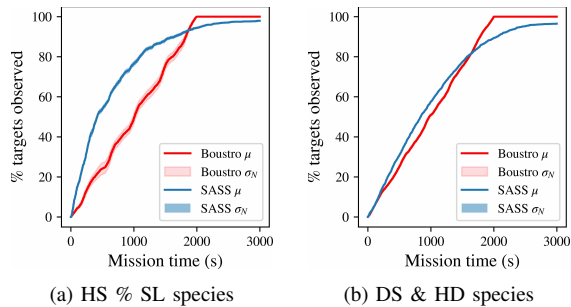 % targets observed
100
80
60
40
20
0
Boustro μ
Boustro σN
SASS μ
SASS σN
0 1000 2000 3000
Mission time (s)
(a) HS % SL species
% targets observed
100
80
60
40
20
0
Boustro μ
Boustro σN
SASS μ
SASS σN
0 1000 2000 3000
Mission time (s)
(b) DS & HD species